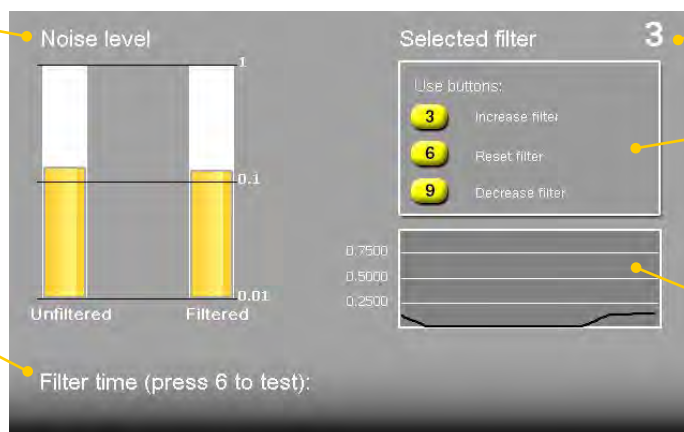 Noise level
1
0.1
0.01
Unfiltered
Filtered
Filter time (press 6 to test):
Selected filter
3
Use buttons:
3 Increase filter
6 Reset filter
9 Decrease filter
0.7500
0.5000
0.2500